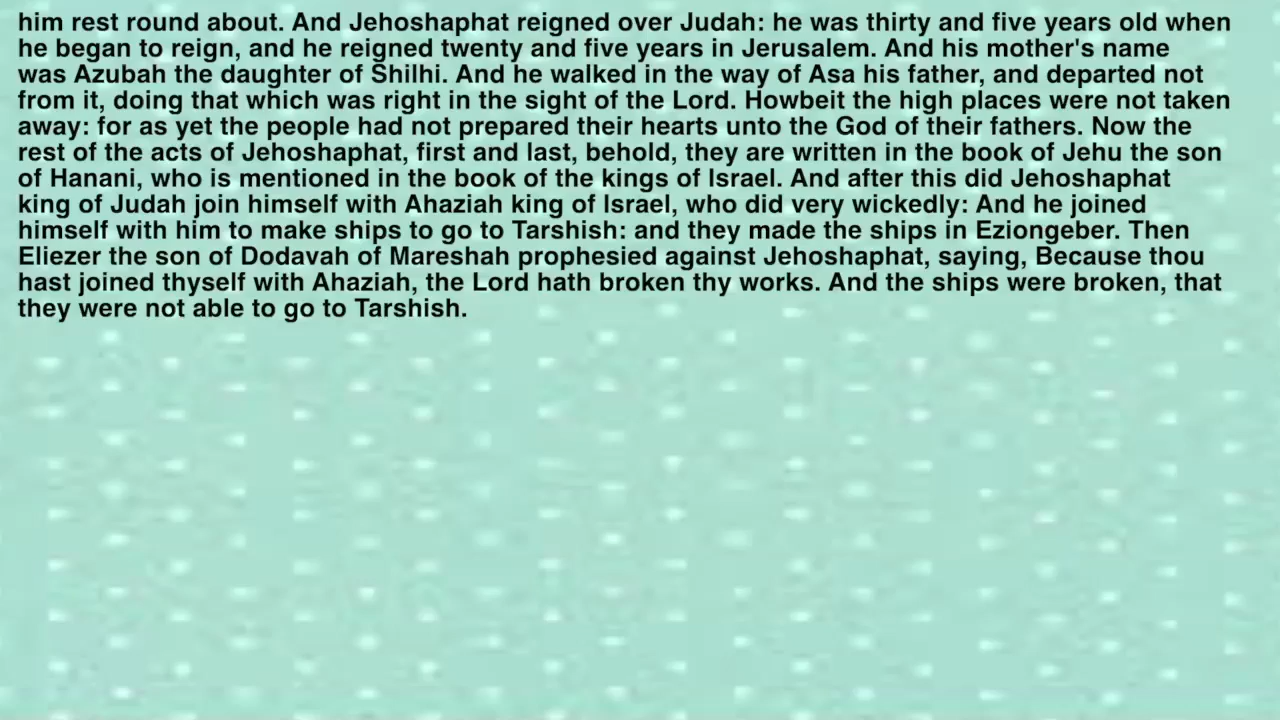 him rest round about. And Jehoshaphat reigned over Judah: he was thirty and five years old when
he began to reign, and he reigned twenty and five years in Jerusalem. And his mother's name
was Azubah the daughter of Shilhi. And he walked in the way of Asa his father, and departed not
from it, doing that which was right in the sight of the Lord. Howbeit the high places were not taken
away: for as yet the people had not prepared their hearts unto the God of their fathers. Now the
rest of the acts of Jehoshaphat, first and last, behold, they are written in the book of Jehu the son
of Hanani, who is mentioned in the book of the kings of Israel. And after this did Jehoshaphat
king of Judah join himself with Ahaziah king of Israel, who did very wickedly: And he joined
himself with him to make ships to go to Tarshish: and they made the ships in Eziongeber. Then
Eliezer the son of Dodavah of Mareshah prophesied against Jehoshaphat, saying, Because thou
hast joined thyself with Ahaziah, the Lord hath broken thy works. And the ships were broken, that
they were not able to go to Tarshish.